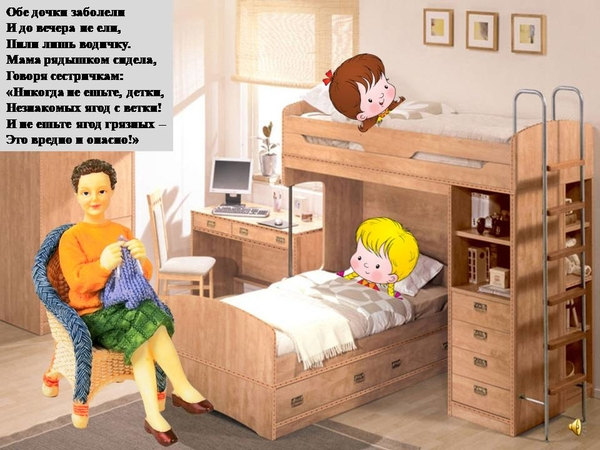 Обе дочки заболели
И до вечера не ели,
Пили лишь водичку.
Мама рядышком сидела,
Говоря сестричкам:
«Никогда не ешьте, детки,
Незнакомых ягод с ветки!
И не ешьте ягод грязных –
Это вредно и опасно!»